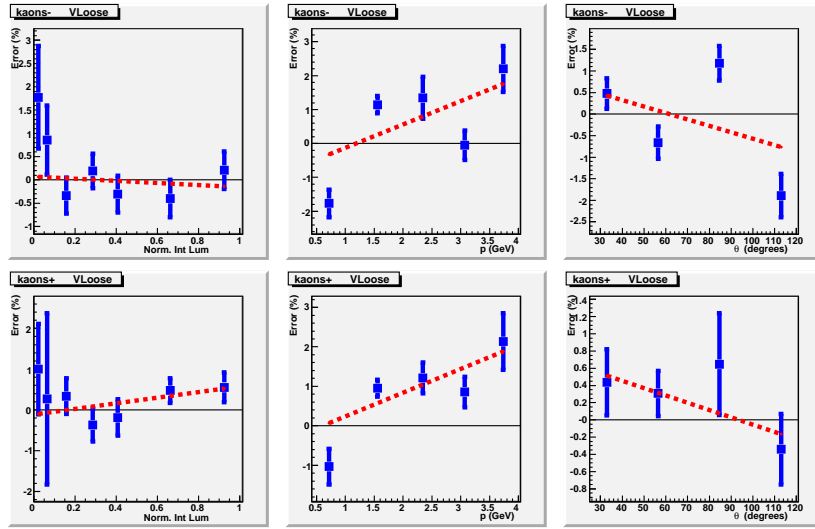 kaons- VLoose
Error (%)
3
2.5
2
1.5
1
0.5
0
-0.5
-1
0 0.2 0.4 0.6 0.8 1
Norm. Int Lum
kaons- VLoose
Error (%)
3
2
1
0
-1
-2
0.5 1 1.5 2 2.5 3 3.5 4
p (GeV)
kaons- VLoose
Error (%)
1.5
1
0.5
0
-0.5
-1
-1.5
-2
-2.5
30 40 50 60 70 80 90 100 110 120
θ (degrees)
kaons+ VLoose
Error (%)
2
1
0
-1
-2
0 0.2 0.4 0.6 0.8 1
Norm. Int Lum
kaons+ VLoose
Error (%)
3
2
1
0
-1
0.5 1 1.5 2 2.5 3 3.5 4
p (GeV)
kaons+ VLoose
Error (%)
1.4
1.2
1
0.8
0.6
0.4
0.2
-0
-0.2
-0.4
-0.6
-0.8
30 40 50 60 70 80 90 100 110 120
θ (degrees)